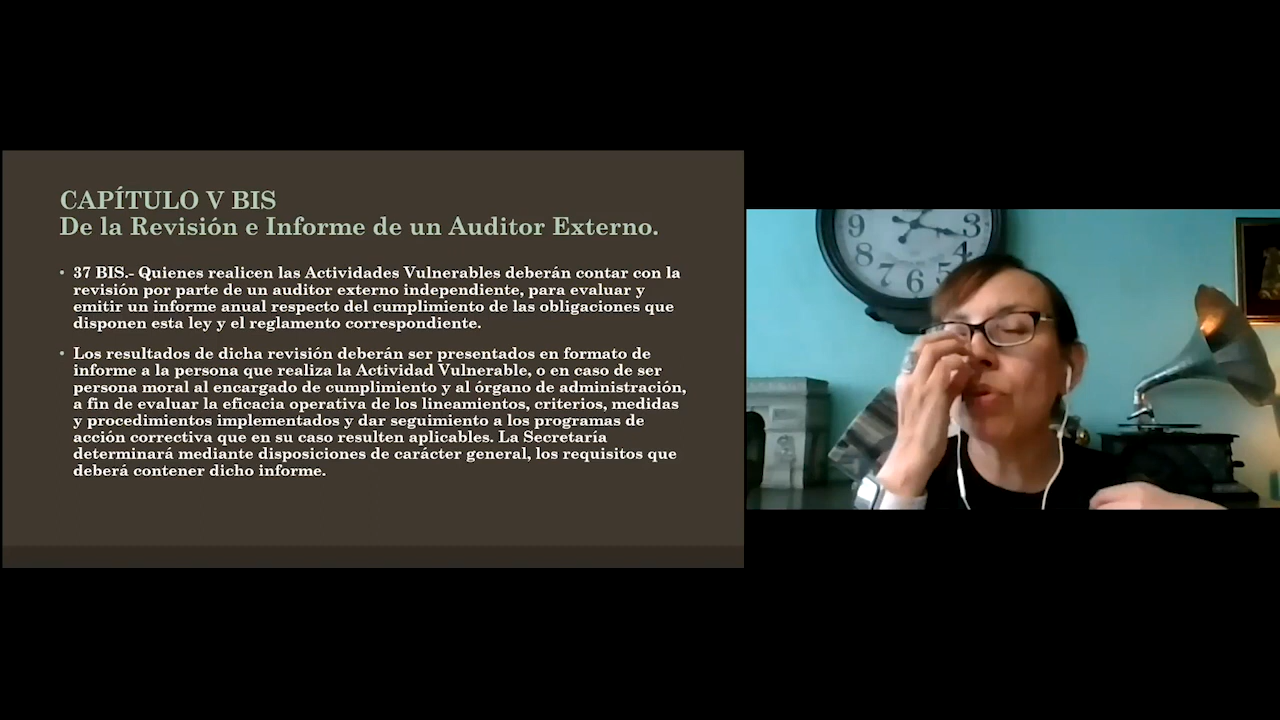 CAPÍTULO V BIS
De la Revisión e Informe de un Auditor Externo.
• 37 BIS.- Quienes realicen las Actividades Vulnerables deberán contar con la
revisión por parte de un auditor externo independiente, para evaluar y
emitir un informe anual respecto del cumplimiento de las obligaciones que
disponen esta ley y el reglamento correspondiente.
• Los resultados de dicha revisión deberán ser presentados en formato de
informe a la persona que realiza la Actividad Vulnerable, o en caso de ser
persona moral al encargado de cumplimiento y al órgano de administración,
a fin de evaluar la eficacia operativa de los lineamientos, criterios, medidas
y procedimientos implementados y dar seguimiento a los programas de
acción correctiva que en su caso resulten aplicables. La Secretaría
determinará mediante disposiciones de carácter general, los requisitos que
deberá contener dicho informe.
9 3
8 7 6 5